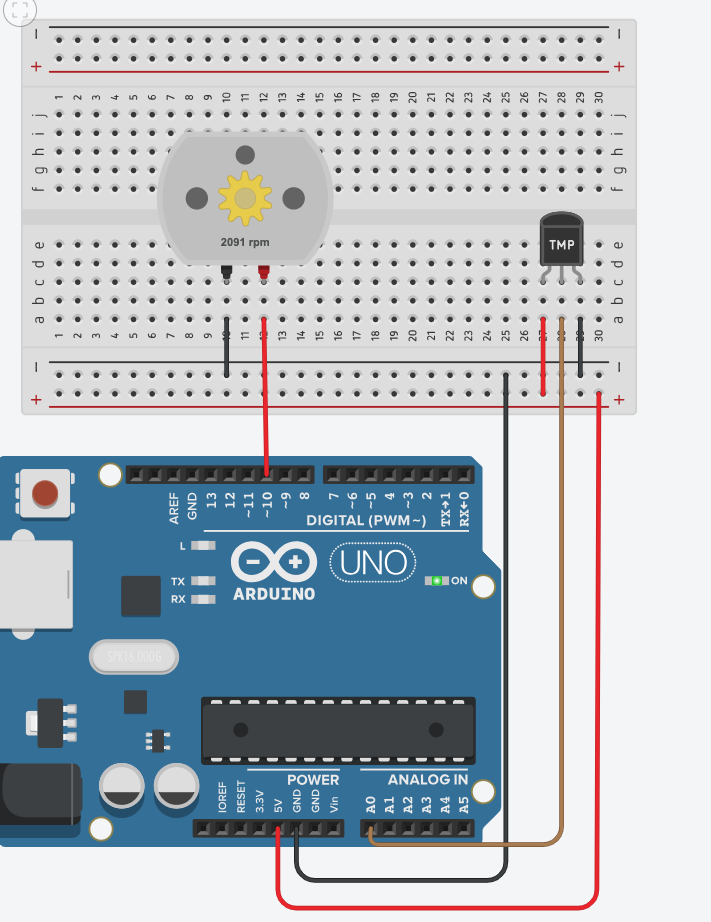 − −
+ +
1 2 3 4 5 6 7 8 9 10 11 12 13 14 15 16 17 18 19 20 21 22 23 24 25 26 27 28 29 30
j j
i i
h h
g g
f f
2091 rpm
TMP
e e
d d
c c
b b
a a
1 2 3 4 5 6 7 8 9 10 11 12 13 14 15 16 17 18 19 20 21 22 23 24 25 26 27 28 29 30
− −
+ +
AREF GND 13 12 ~11 ~10 ~9 8 7 ~6 ~5 4 ~3 2 TX→1 RX←0
DIGITAL (PWM~)
L
TX
RX
ARDUINO
UNO
ON
SPK16.000G
POWER ANALOG IN
IOREF RESET 3.3V 5V GND GND Vin A0 A1 A2 A3 A4 A5